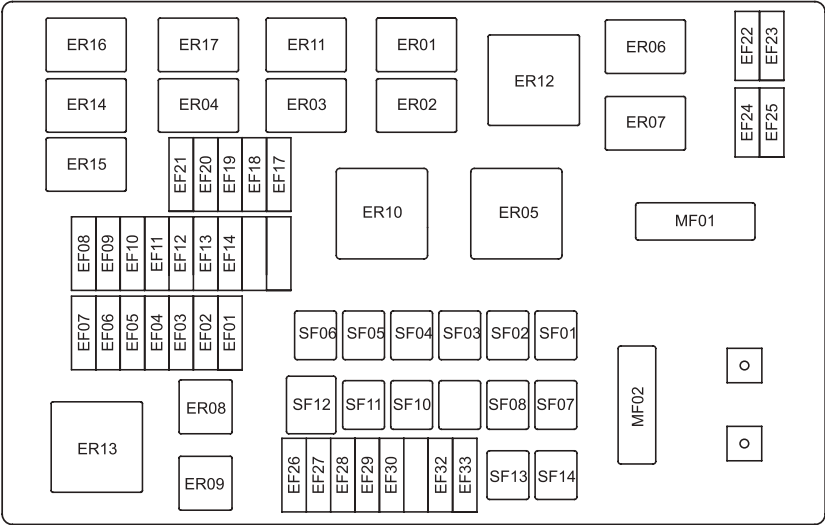 ER16 ER17 ER11 ER01 ER06 EF22 EF23
ER12
ER14 ER04 ER03 ER02 ER07 EF24 EF25
ER15 EF21 EF20 EF19 EF18 EF17
ER10 ER05 MF01
EF08 EF09 EF10 EF11 EF12 EF13 EF14
EF07 EF06 EF05 EF04 EF03 EF02 EF01
SF06 SF05 SF04 SF03 SF02 SF01
ER08 SF12 SF11 SF10 SF08 SF07 MF02
ER13
ER09 EF26 EF27 EF28 EF29 EF30 EF32 EF33 SF13 SF14